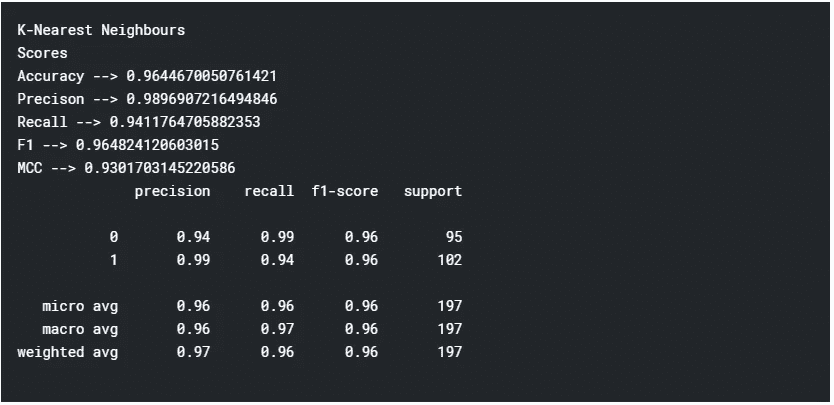 K-Nearest Neighbours
Scores
Accuracy --> 0.9644670050761421
Precison --> 0.9896907216494846
Recall --> 0.9411764705882353
F1 --> 0.964824120603015
MCC --> 0.9301703145220586
precision recall f1-score support
0 0.94 0.99 0.96 95
1 0.99 0.94 0.96 102
micro avg 0.96 0.96 0.96 197
macro avg 0.96 0.97 0.96 197
weighted avg 0.97 0.96 0.96 197